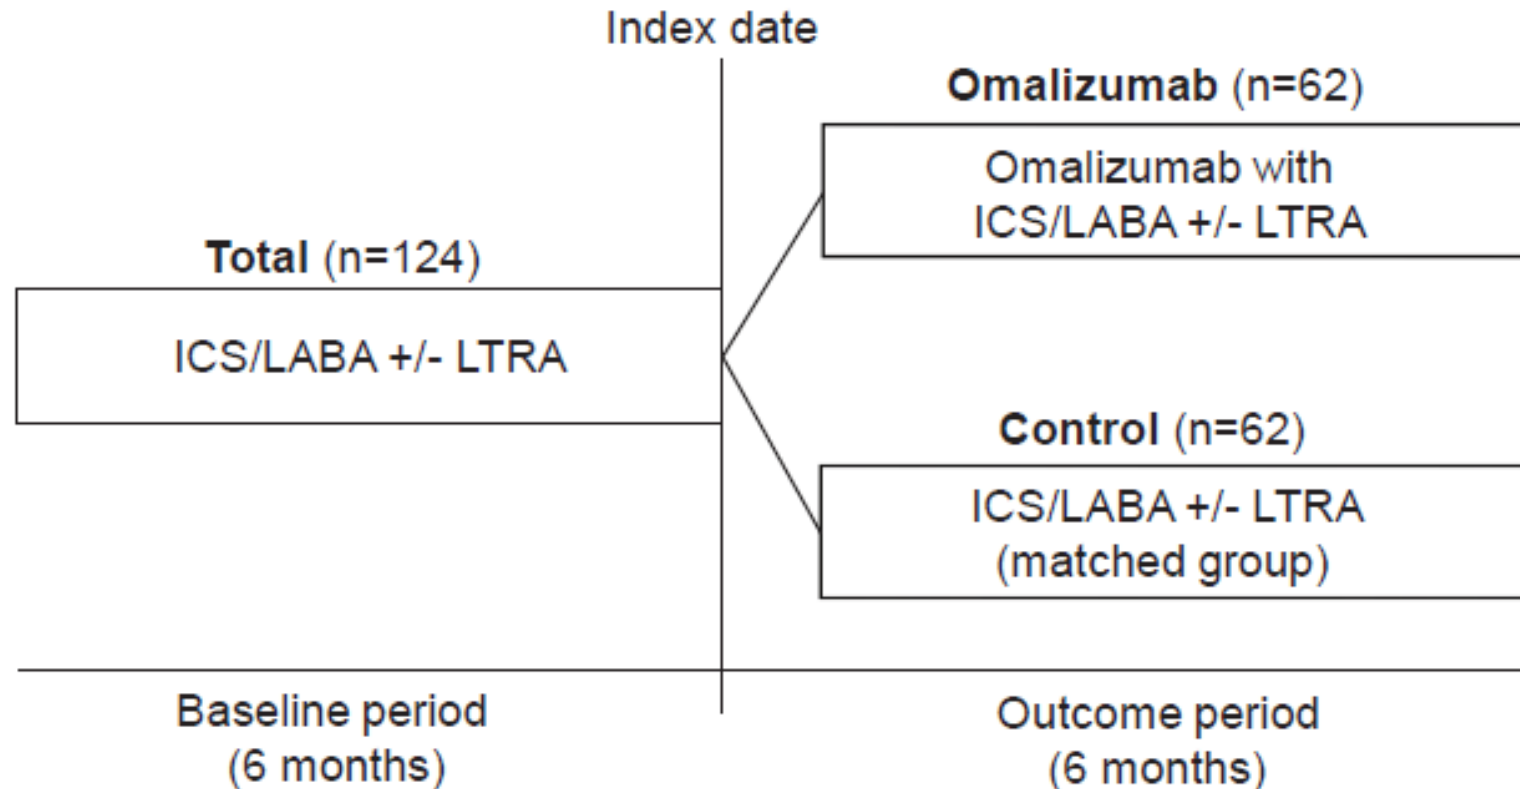 Index date
Omalizumab (n=62)
Omalizumab with
ICS/LABA +/- LTRA
Total (n=124)
ICS/LABA +/- LTRA
Control (n=62)
ICS/LABA +/- LTRA
(matched group)
Baseline period
(6 months)
Outcome period
(6 months)